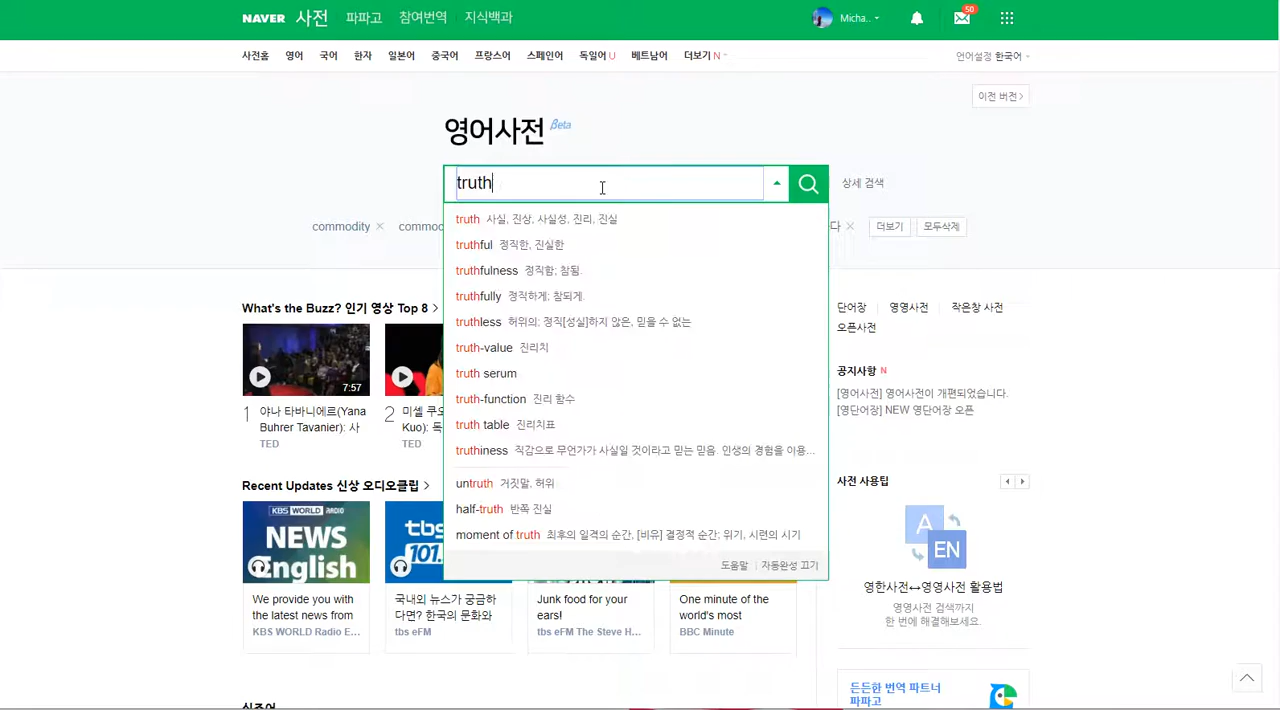 NAVER 사전 파파고 참여번역 지식백과 Micha.. 50
사전홈 영어 국어 한자 일본어 중국어 프랑스어 스페인어 독일어 U 베트남어 더보기 N 언어설정 한국어
이전 버전 >
영어사전 βeta
truth 상세 검색
truth 사실, 진상, 사실성, 진리, 진실
commodity × commo 다 × 더보기 모두삭제
truthful 정직한, 진실한
truthfulness 정직함; 참됨.
truthfully 정직하게; 참되게.
truthless 허위의; 정직[성실]하지 않은, 믿을 수 없는
truth-value 진리치
truth serum
truth-function 진리 함수
truth table 진리치표
truthiness 직감으로 무언가가 사실일 것이라고 믿는 믿음. 인생의 경험을 이용...
untruth 거짓말, 허위
half-truth 반쪽 진실
moment of truth 최후의 일격의 순간, [비유] 결정적 순간; 위기, 시련의 시기
도움말 자동완성 끄기
What's the Buzz? 인기 영상 Top 8 >
7:57
1 야나 타바니에르(Yana
Buhrer Tavanier): 사
TED
2 미셸 쿠오
Kuo): 독
TED
단어장 영영사전 작은창 사전
오픈사전
공지사항 N
[영어사전] 영어사전이 개편되었습니다.
[영단어장] NEW 영단어장 오픈
Recent Updates 신상 오디오클립 >
KBS WORLD RADIO
NEWS
English
We provide you with
the latest news from
KBS WORLD Radio E...
tbs
101.
국내외 뉴스가 궁금하
다면? 한국의 문화와
tbs eFM
Junk food for your
ears!
tbs eFM The Steve H...
One minute of the
world's most
BBC Minute
사전 사용팁
A
EN
영한사전↔영영사전 활용법
영영사전 검색까지
한 번에 해결해보세요.
든든한 번역 파트너
파파고